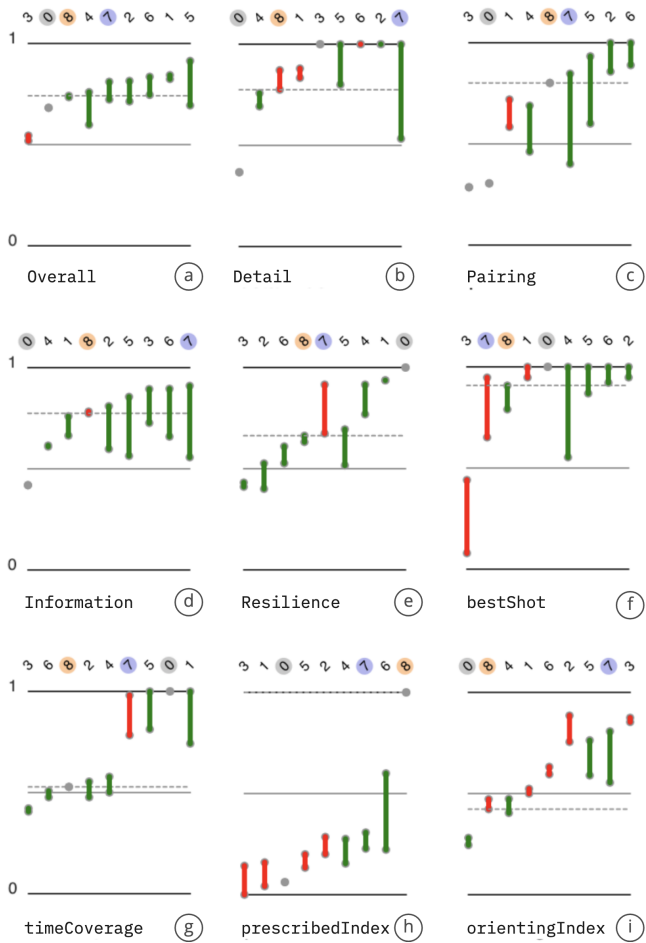 3 0 8 4 7 2 6 1 5
0 4 8 1 3 5 6 2 7
3 0 1 4 8 7 5 2 6
1
0
Overall a
Detail b
Pairing c
0 4 1 8 2 5 3 6 7
3 2 6 8 7 5 4 1 0
3 7 8 1 0 4 5 6 2
1
0
Information d
Resilience e
bestShot f
3 6 8 2 4 7 5 0 1
3 1 0 5 2 4 7 6 8
0 8 4 1 6 2 5 7 3
1
0
timeCoverage g
prescribedIndex h
orientingIndex i